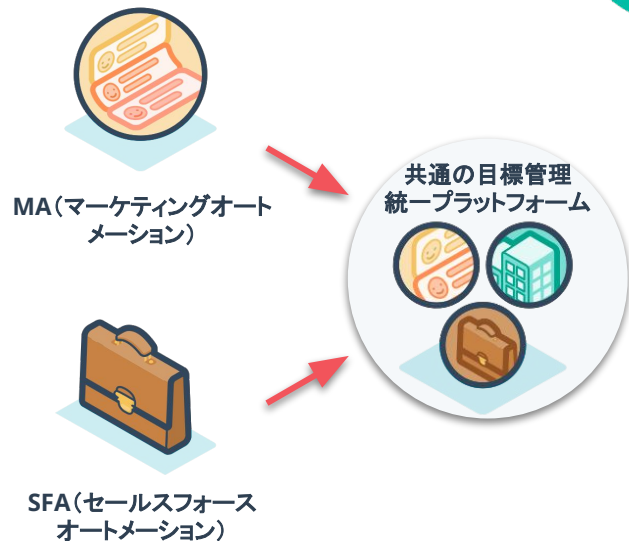 MA（マーケティングオート
メーション）
共通の目標管理
統一プラットフォーム
SFA（セールスフォース
オートメーション）